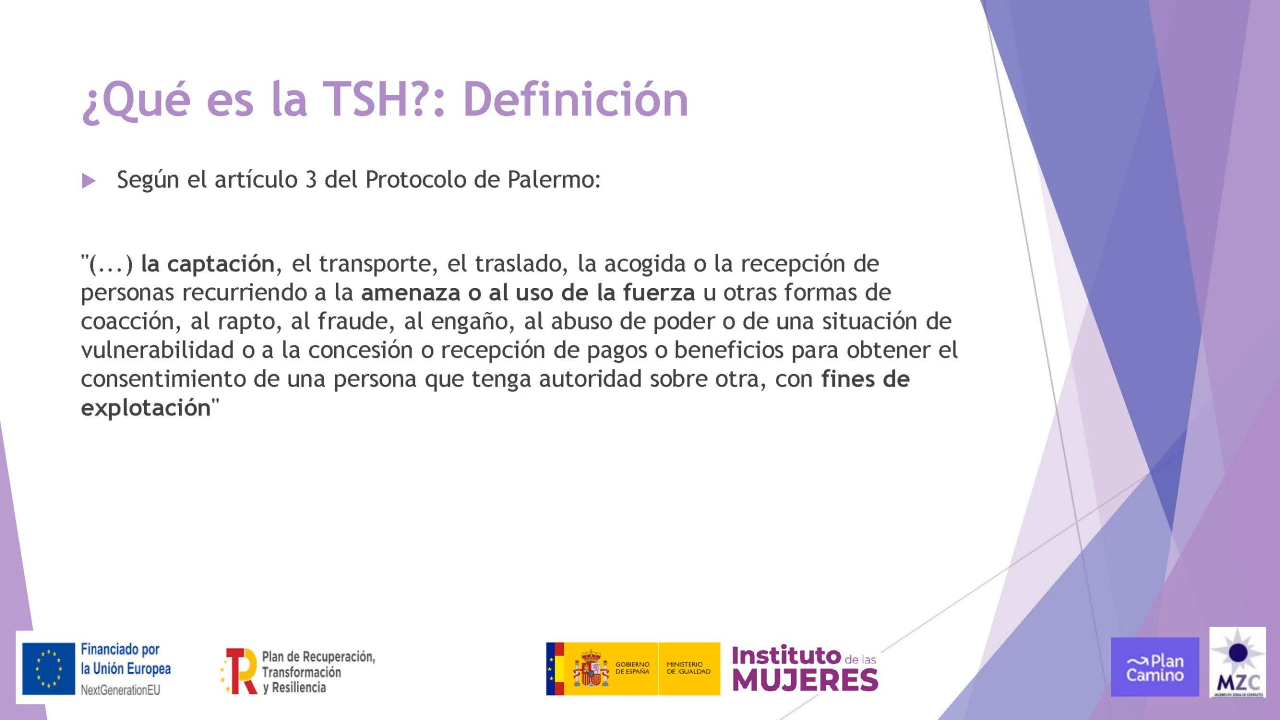 ¿Qué es la TSH?: Definición
Según el artículo 3 del Protocolo de Palermo:
"(...) la captación, el transporte, el traslado, la acogida o la recepción de
personas recurriendo a la amenaza o al uso de la fuerza u otras formas de
coacción, al rapto, al fraude, al engaño, al abuso de poder o de una situación de
vulnerabilidad o a la concesión o recepción de pagos o beneficios para obtener el
consentimiento de una persona que tenga autoridad sobre otra, con fines de
explotación"
Financiado por
la Unión Europea
NextGenerationEU
Plan de Recuperación,
Transformación
y Resiliencia
GOBIERNO
DE ESPAÑA
MINISTERIO
DE IGUALDAD
Instituto de las
MUJERES
Plan
Camino
MZC